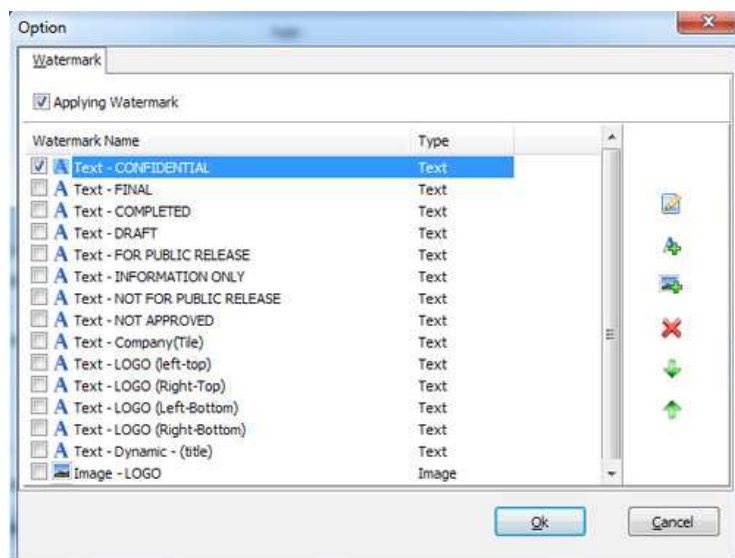 Option
Watermark
Applying Watermark
Watermark Name Type
Text - CONFIDENTIAL Text
Text - FINAL Text
Text - COMPLETED Text
Text - DRAFT Text
Text - FOR PUBLIC RELEASE Text
Text - INFORMATION ONLY Text
Text - NOT FOR PUBLIC RELEASE Text
Text - NOT APPROVED Text
Text - Company(Tile) Text
Text - LOGO (left-top) Text
Text - LOGO (Right-Top) Text
Text - LOGO (Left-Bottom) Text
Text - LOGO (Right-Bottom) Text
Text - Dynamic - (title) Text
Image - LOGO Image
Ok Cancel